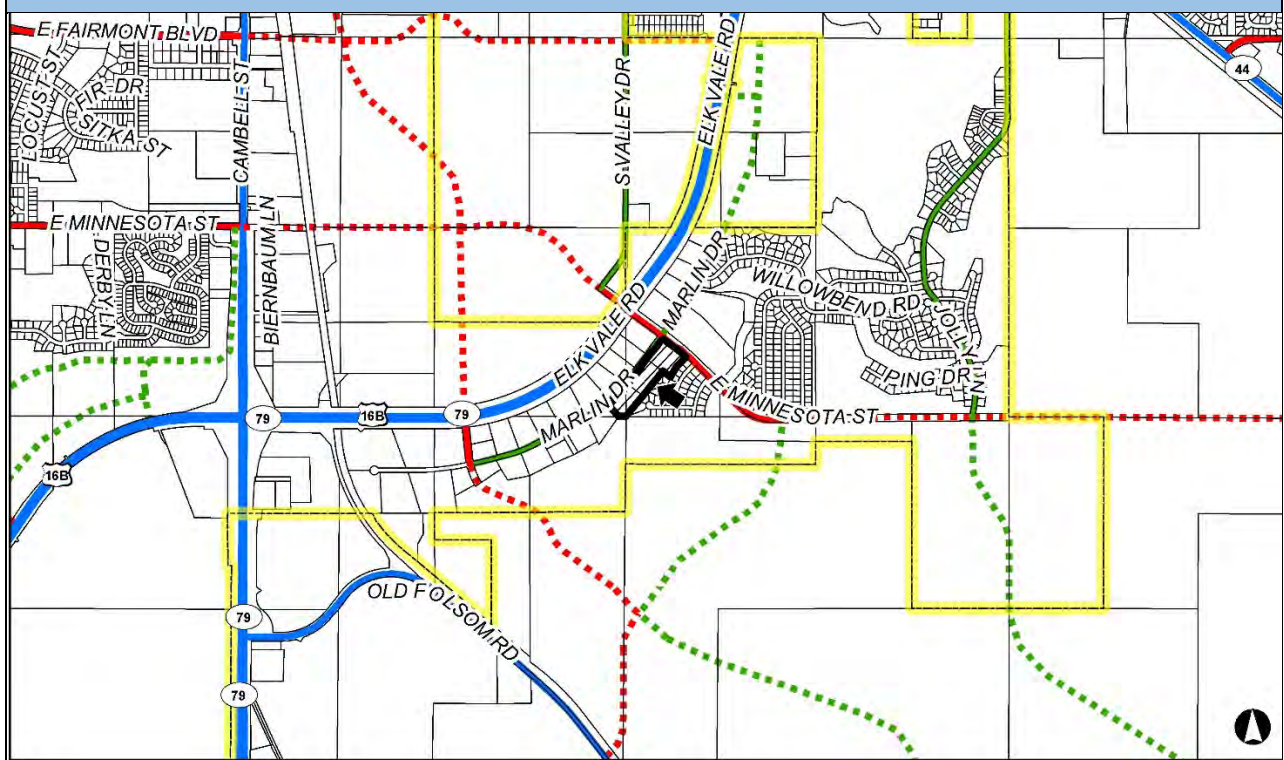 E FAIRMONT BLVD
LOCUST ST
FIR DR
SITKA ST
CAMBELL ST
S VALLEY DR
ELK VALE RD
44
E MINNESOTA ST
DERBY LN
BIERNBAUM LN
MARLIN DR
WILLOWBEND RD
JOLLY LN
PING DR
ELK VALE RD
MARLIN DR
E MINNESOTA ST
79
16B
79
16B
OLD FOLSOM RD
79
79